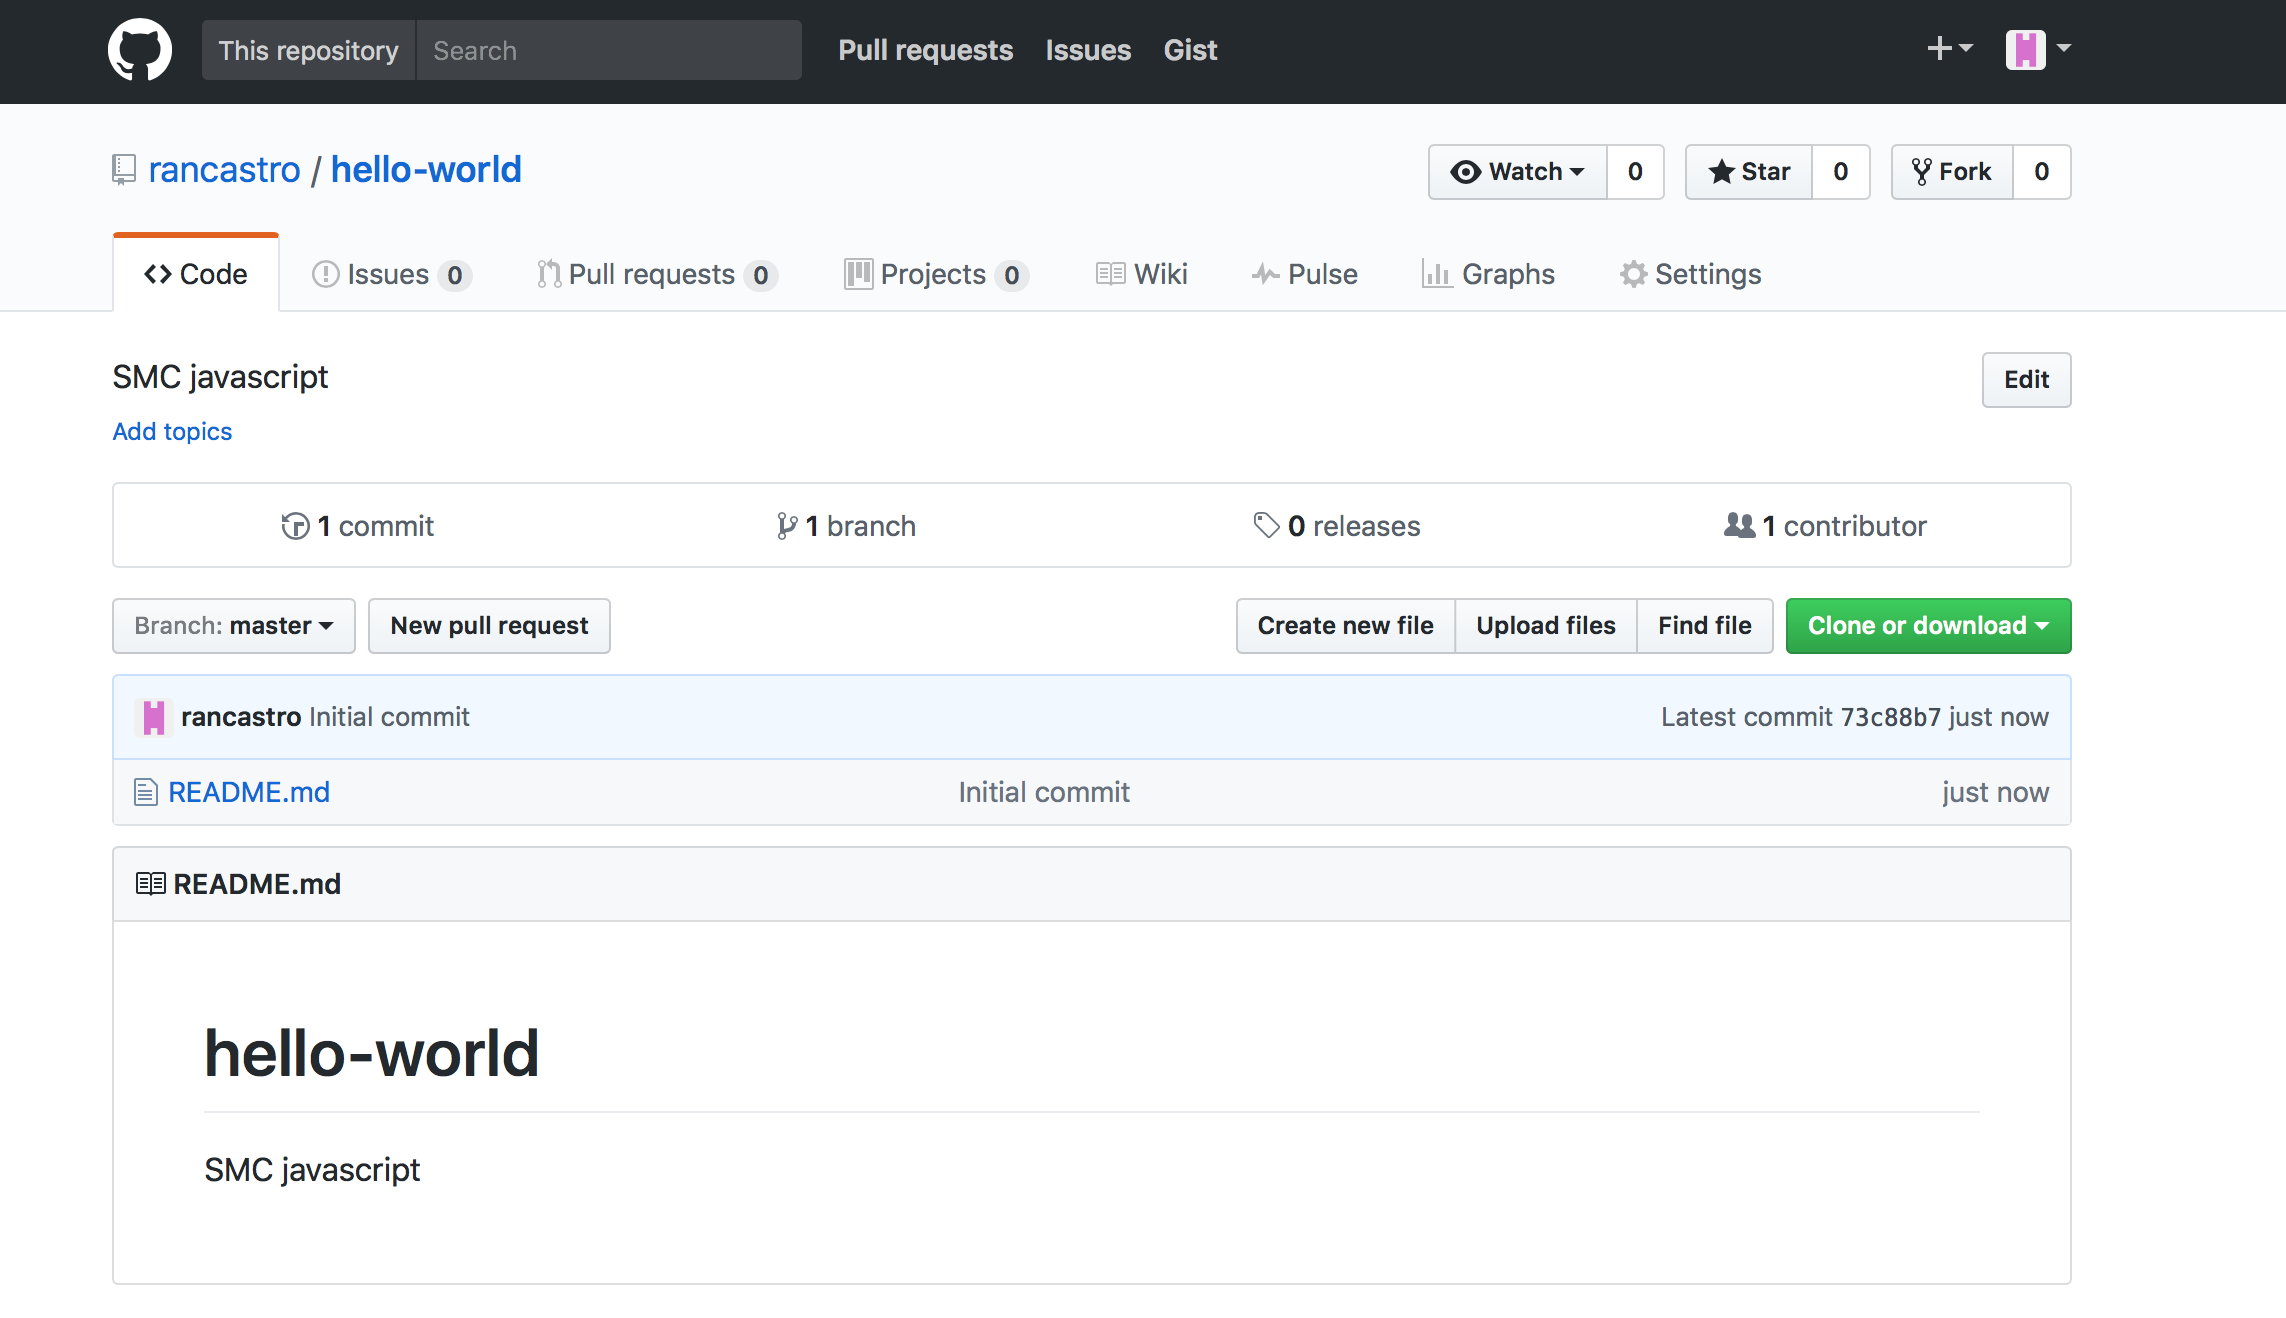 This repository Search Pull requests Issues Gist
rancastro / hello-world Watch 0 Star 0 Fork 0
Code Issues 0 Pull requests 0 Projects 0 Wiki Pulse Graphs Settings
SMC javascript Edit
Add topics
1 commit 1 branch 0 releases 1 contributor
Branch: master New pull request Create new file Upload files Find file Clone or download
rancastro Initial commit Latest commit 73c88b7 just now
README.md Initial commit just now
README.md
hello-world
SMC javascript